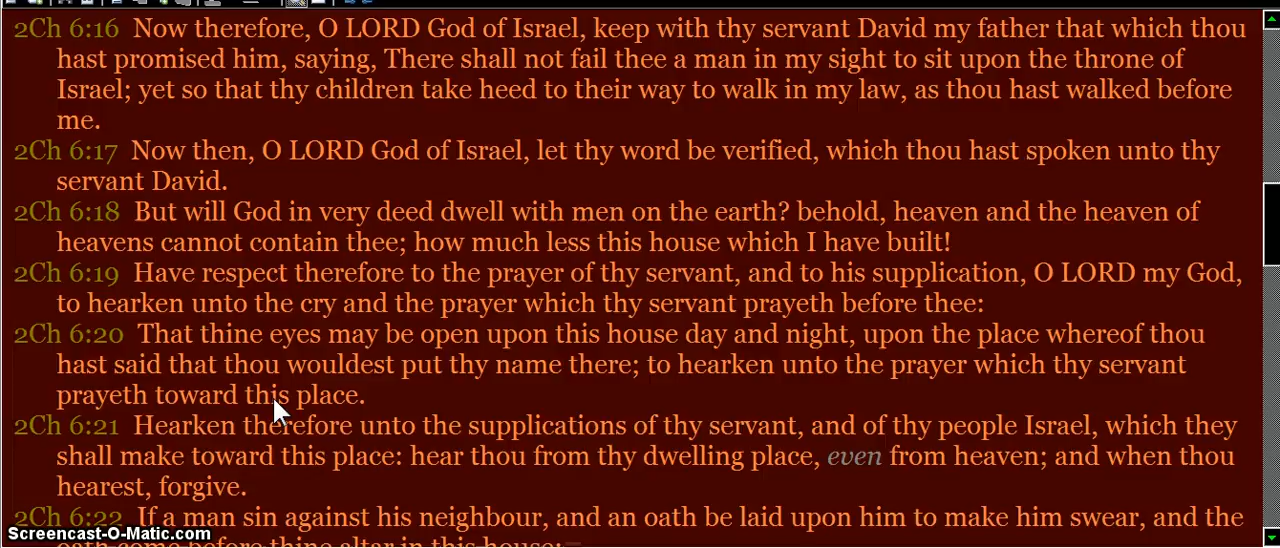 2Ch 6:16 Now therefore, O LORD God of Israel, keep with thy servant David my father that which thou
hast promised him, saying, There shall not fail thee a man in my sight to sit upon the throne of
Israel; yet so that thy children take heed to their way to walk in my law, as thou hast walked before
me.
2Ch 6:17 Now then, O LORD God of Israel, let thy word be verified, which thou hast spoken unto thy
servant David.
2Ch 6:18 But will God in very deed dwell with men on the earth? behold, heaven and the heaven of
heavens cannot contain thee; how much less this house which I have built!
2Ch 6:19 Have respect therefore to the prayer of thy servant, and to his supplication, O LORD my God,
to hearken unto the cry and the prayer which thy servant prayeth before thee:
2Ch 6:20 That thine eyes may be open upon this house day and night, upon the place whereof thou
hast said that thou wouldest put thy name there; to hearken unto the prayer which thy servant
prayeth toward this place.
2Ch 6:21 Hearken therefore unto the supplications of thy servant, and of thy people Israel, which they
shall make toward this place: hear thou from thy dwelling place, even from heaven; and when thou
hearest, forgive.
2Ch 6:22 If a man sin against his neighbour, and an oath be laid upon him to make him swear, and the
oath come before thine altar in this house:
Screencast-O-Matic.com